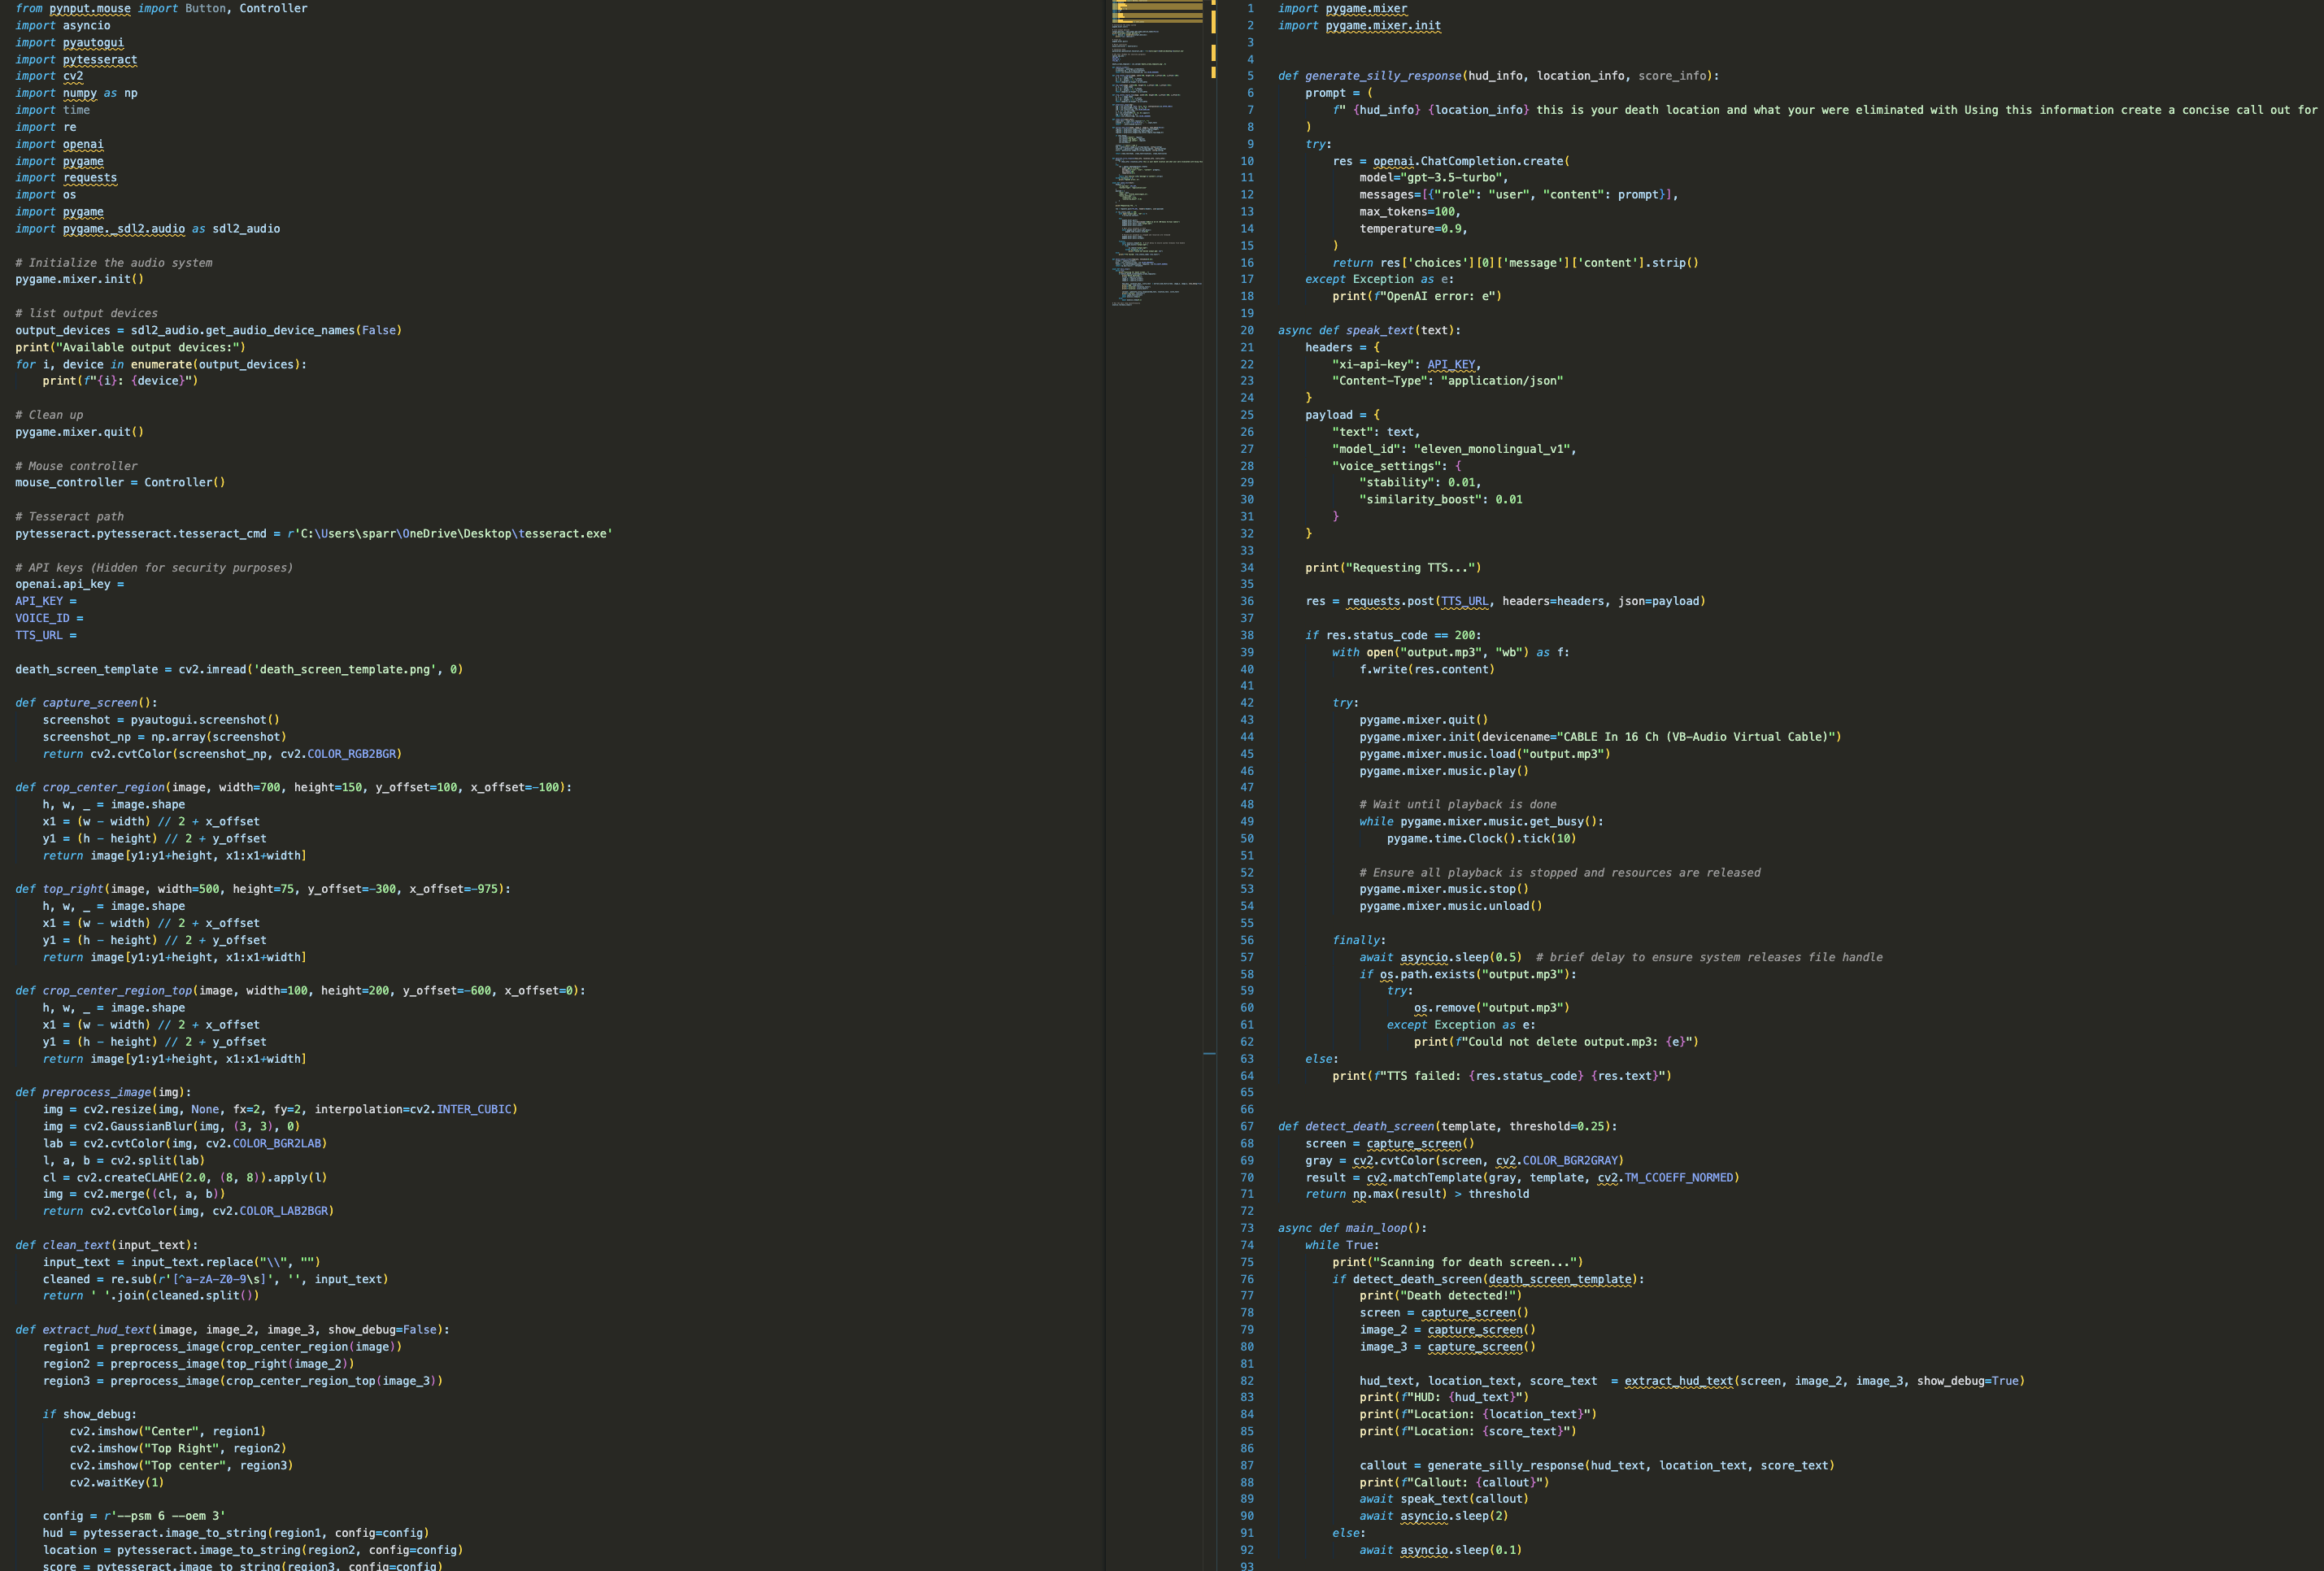 from pynput.mouse import Button, Controller
import asyncio
import pyautogui
import pytesseract
import cv2
import numpy as np
import time
import re
import openai
import pygame
import requests
import os
import pygame
import pygame._sdl2.audio as sdl2_audio

# Initialize the audio system
pygame.mixer.init()

# list output devices
output_devices = sdl2_audio.get_audio_device_names(False)
print("Available output devices:")
for i, device in enumerate(output_devices):
    print(f"{i}: {device}")

# Clean up
pygame.mixer.quit()

# Mouse controller
mouse_controller = Controller()

# Tesseract path
pytesseract.pytesseract.tesseract_cmd = r'C:\Users\sparr\OneDrive\Desktop\tesseract.exe'

# API keys (Hidden for security purposes)
openai.api_key =
API_KEY =
VOICE_ID =
TTS_URL =

death_screen_template = cv2.imread('death_screen_template.png', 0)

def capture_screen():
    screenshot = pyautogui.screenshot()
    screenshot_np = np.array(screenshot)
    return cv2.cvtColor(screenshot_np, cv2.COLOR_RGB2BGR)

def crop_center_region(image, width=700, height=150, y_offset=100, x_offset=-100):
    h, w, _ = image.shape
    x1 = (w - width) // 2 + x_offset
    y1 = (h - height) // 2 + y_offset
    return image[y1:y1+height, x1:x1+width]

def top_right(image, width=500, height=75, y_offset=-300, x_offset=-975):
    h, w, _ = image.shape
    x1 = (w - width) // 2 + x_offset
    y1 = (h - height) // 2 + y_offset
    return image[y1:y1+height, x1:x1+width]

def crop_center_region_top(image, width=100, height=200, y_offset=-600, x_offset=0):
    h, w, _ = image.shape
    x1 = (w - width) // 2 + x_offset
    y1 = (h - height) // 2 + y_offset
    return image[y1:y1+height, x1:x1+width]

def preprocess_image(img):
    img = cv2.resize(img, None, fx=2, fy=2, interpolation=cv2.INTER_CUBIC)
    img = cv2.GaussianBlur(img, (3, 3), 0)
    lab = cv2.cvtColor(img, cv2.COLOR_BGR2LAB)
    l, a, b = cv2.split(lab)
    cl = cv2.createCLAHE(2.0, (8, 8)).apply(l)
    img = cv2.merge((cl, a, b))
    return cv2.cvtColor(img, cv2.COLOR_LAB2BGR)

def clean_text(input_text):
    input_text = input_text.replace("\\", "")
    cleaned = re.sub(r'[^a-zA-Z0-9\s]', '', input_text)
    return ' '.join(cleaned.split())

def extract_hud_text(image, image_2, image_3, show_debug=False):
    region1 = preprocess_image(crop_center_region(image))
    region2 = preprocess_image(top_right(image_2))
    region3 = preprocess_image(crop_center_region_top(image_3))

    if show_debug:
        cv2.imshow("Center", region1)
        cv2.imshow("Top Right", region2)
        cv2.imshow("Top center", region3)
        cv2.waitKey(1)

    config = r'--psm 6 --oem 3'
    hud = pytesseract.image_to_string(region1, config=config)
    location = pytesseract.image_to_string(region2, config=config)
    score = pytesseract.image_to_string(region3, config=config)

1 import pygame.mixer
2 import pygame.mixer.init
3
4
5 def generate_silly_response(hud_info, location_info, score_info):
6     prompt = (
7         f" {hud_info} {location_info} this is your death location and what your were eliminated with Using this information create a concise call out for
8     )
9     try:
10         res = openai.ChatCompletion.create(
11             model="gpt-3.5-turbo",
12             messages=[{"role": "user", "content": prompt}],
13             max_tokens=100,
14             temperature=0.9,
15         )
16         return res['choices'][0]['message']['content'].strip()
17     except Exception as e:
18         print(f"OpenAI error: e")
19
20 async def speak_text(text):
21     headers = {
22         "xi-api-key": API_KEY,
23         "Content-Type": "application/json"
24     }
25     payload = {
26         "text": text,
27         "model_id": "eleven_monolingual_v1",
28         "voice_settings": {
29             "stability": 0.01,
30             "similarity_boost": 0.01
31         }
32     }
33
34     print("Requesting TTS...")
35
36     res = requests.post(TTS_URL, headers=headers, json=payload)
37
38     if res.status_code == 200:
39         with open("output.mp3", "wb") as f:
40             f.write(res.content)
41
42         try:
43             pygame.mixer.quit()
44             pygame.mixer.init(devicename="CABLE In 16 Ch (VB-Audio Virtual Cable)")
45             pygame.mixer.music.load("output.mp3")
46             pygame.mixer.music.play()
47
48             # Wait until playback is done
49             while pygame.mixer.music.get_busy():
50                 pygame.time.Clock().tick(10)
51
52             # Ensure all playback is stopped and resources are released
53             pygame.mixer.music.stop()
54             pygame.mixer.music.unload()
55
56         finally:
57             await asyncio.sleep(0.5)  # brief delay to ensure system releases file handle
58             if os.path.exists("output.mp3"):
59                 try:
60                     os.remove("output.mp3")
61                 except Exception as e:
62                     print(f"Could not delete output.mp3: {e}")
63     else:
64         print(f"TTS failed: {res.status_code} {res.text}")
65
66
67 def detect_death_screen(template, threshold=0.25):
68     screen = capture_screen()
69     gray = cv2.cvtColor(screen, cv2.COLOR_BGR2GRAY)
70     result = cv2.matchTemplate(gray, template, cv2.TM_CCOEFF_NORMED)
71     return np.max(result) > threshold
72
73 async def main_loop():
74     while True:
75         print("Scanning for death screen...")
76         if detect_death_screen(death_screen_template):
77             print("Death detected!")
78             screen = capture_screen()
79             image_2 = capture_screen()
80             image_3 = capture_screen()
81
82             hud_text, location_text, score_text  = extract_hud_text(screen, image_2, image_3, show_debug=True)
83             print(f"HUD: {hud_text}")
84             print(f"Location: {location_text}")
85             print(f"Location: {score_text}")
86
87             callout = generate_silly_response(hud_text, location_text, score_text)
88             print(f"Callout: {callout}")
89             await speak_text(callout)
90             await asyncio.sleep(2)
91         else:
92             await asyncio.sleep(0.1)
93